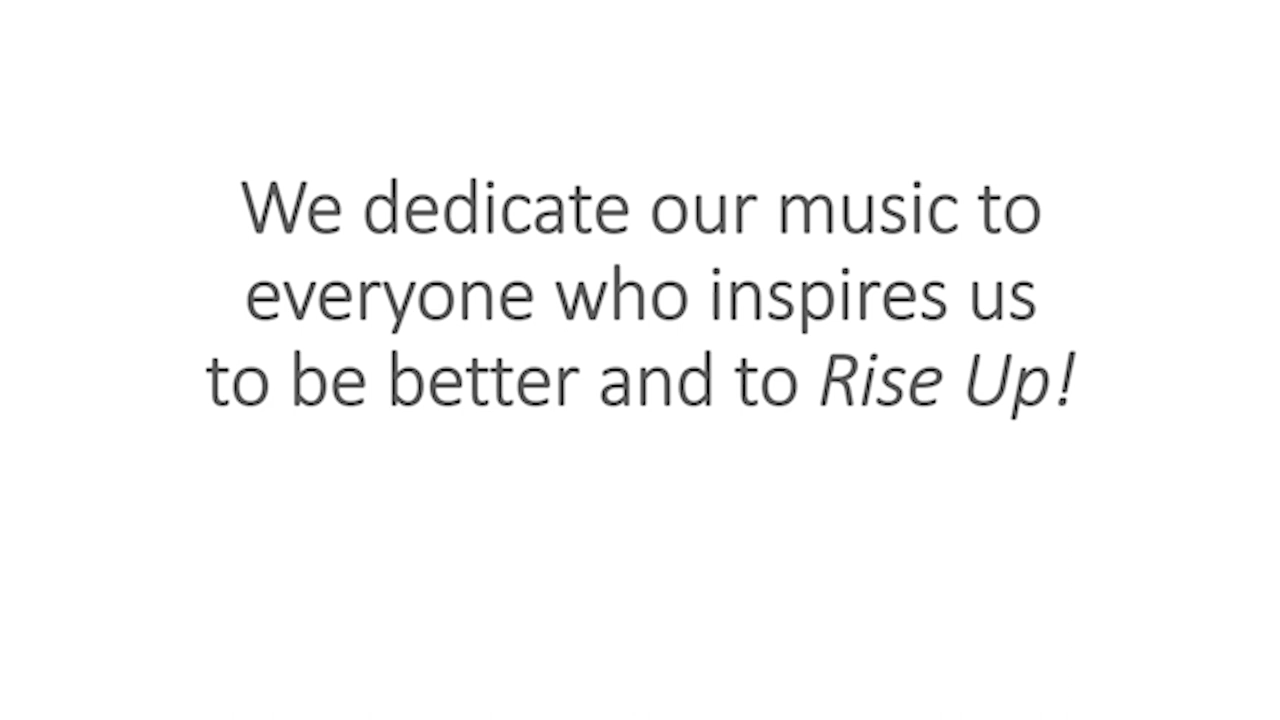 We dedicate our music to
everyone who inspires us
to be better and to Rise Up!